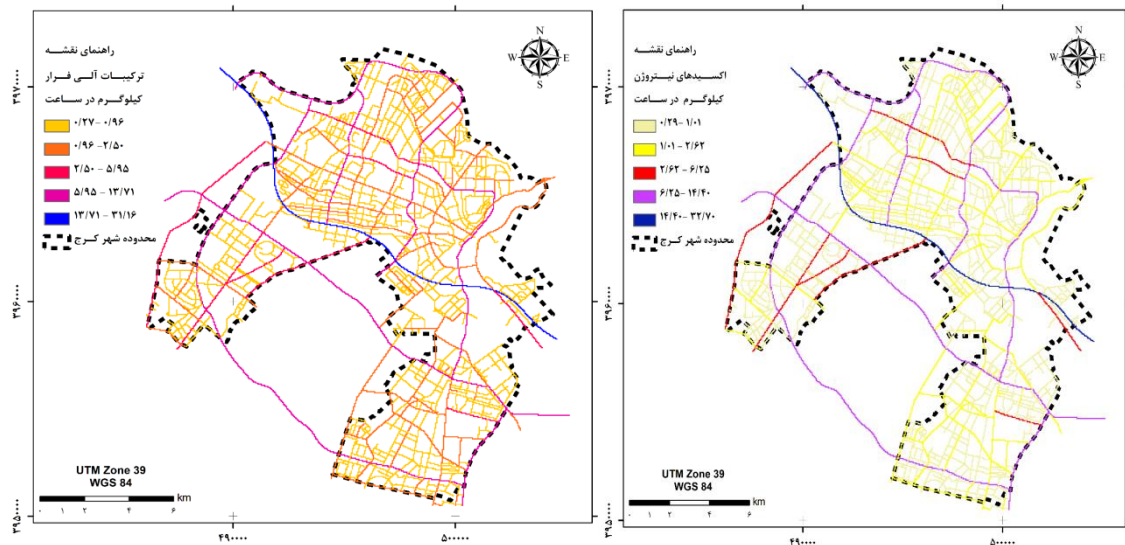 N
W
E
S
راهنمای نقشه
ترکیبات آلی فرار
کیلوگرم در ساعت
۰/۲۷ – ۰/۹۶
۰/۹۶ – ۲/۵۰
۲/۵۰ – ۵/۹۵
۵/۹۵ – ۱۳/۷۱
۱۳/۷۱ – ۳۱/۱۶
محدوده شهر کرج
UTM Zone 39
WGS 84
km
۰ ۱ ۲ ۴ ۶
۳۹۷۰۰۰۰
۳۹۶۰۰۰۰
۳۹۵۰۰۰۰
۴۹۰۰۰۰
۵۰۰۰۰۰
N
W
E
S
راهنمای نقشه
اکسیدهای نیتروژن
کیلوگرم در ساعت
۰/۲۹ – ۱/۰۱
۱/۰۱ – ۲/۶۲
۲/۶۲ – ۶/۲۵
۶/۲۵ – ۱۴/۴۰
۱۴/۴۰ – ۳۲/۷۰
محدوده شهر کرج
UTM Zone 39
WGS 84
km
۰ ۱ ۲ ۴ ۶
۳۹۷۰۰۰۰
۳۹۶۰۰۰۰
۳۹۵۰۰۰۰
۴۹۰۰۰۰
۵۰۰۰۰۰